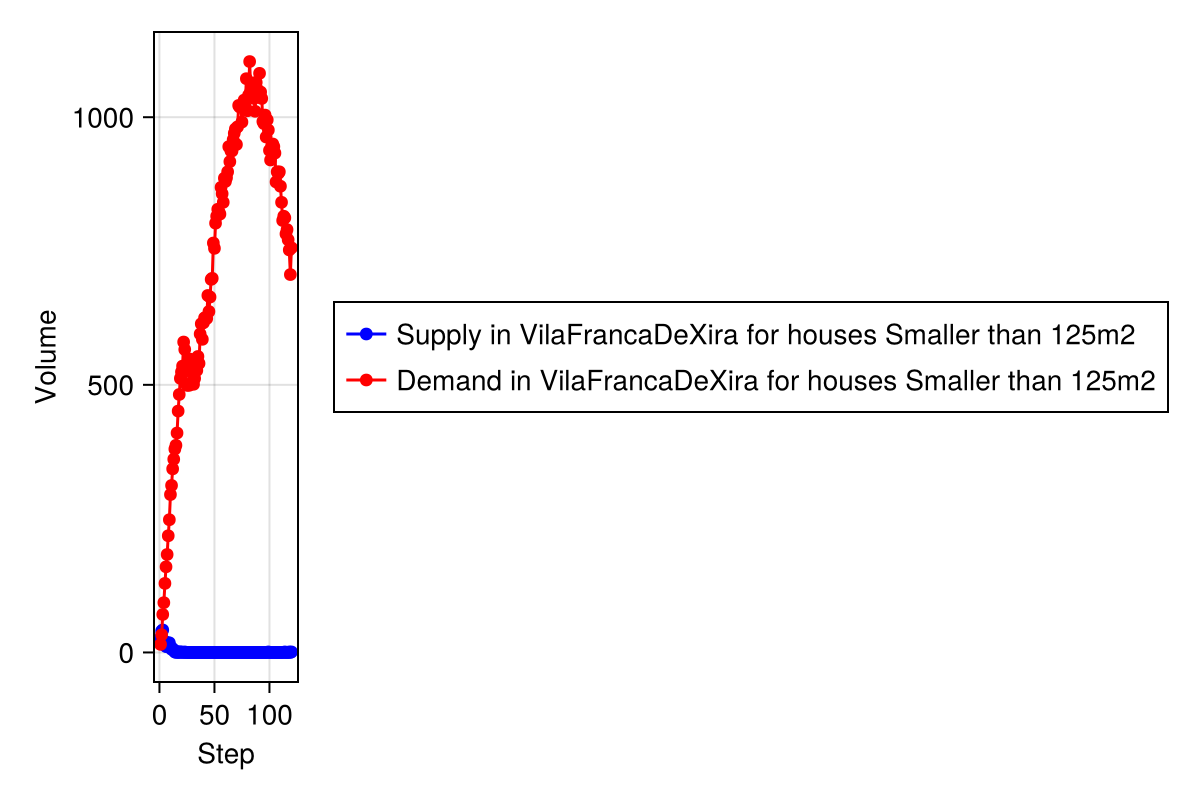 1000
500
0
Volume
0 50 100
Step
Supply in VilaFrancaDeXira for houses Smaller than 125m2
Demand in VilaFrancaDeXira for houses Smaller than 125m2